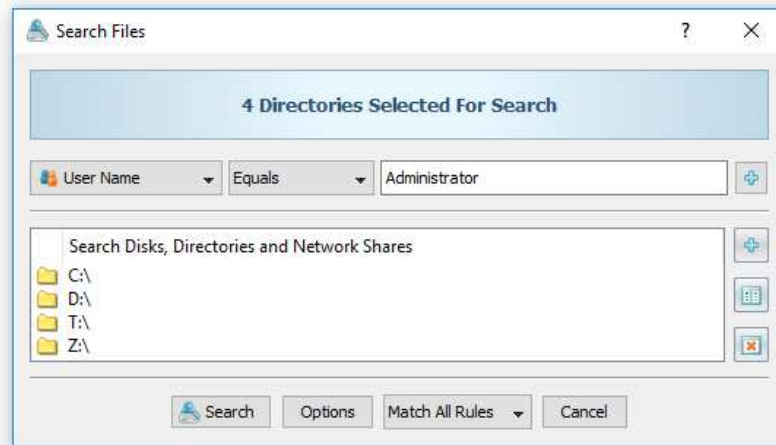 Search Files ?
4 Directories Selected For Search
User Name Equals Administrator
Search Disks, Directories and Network Shares
C:\
D:\
T:\
Z:\
Search Options Match All Rules Cancel